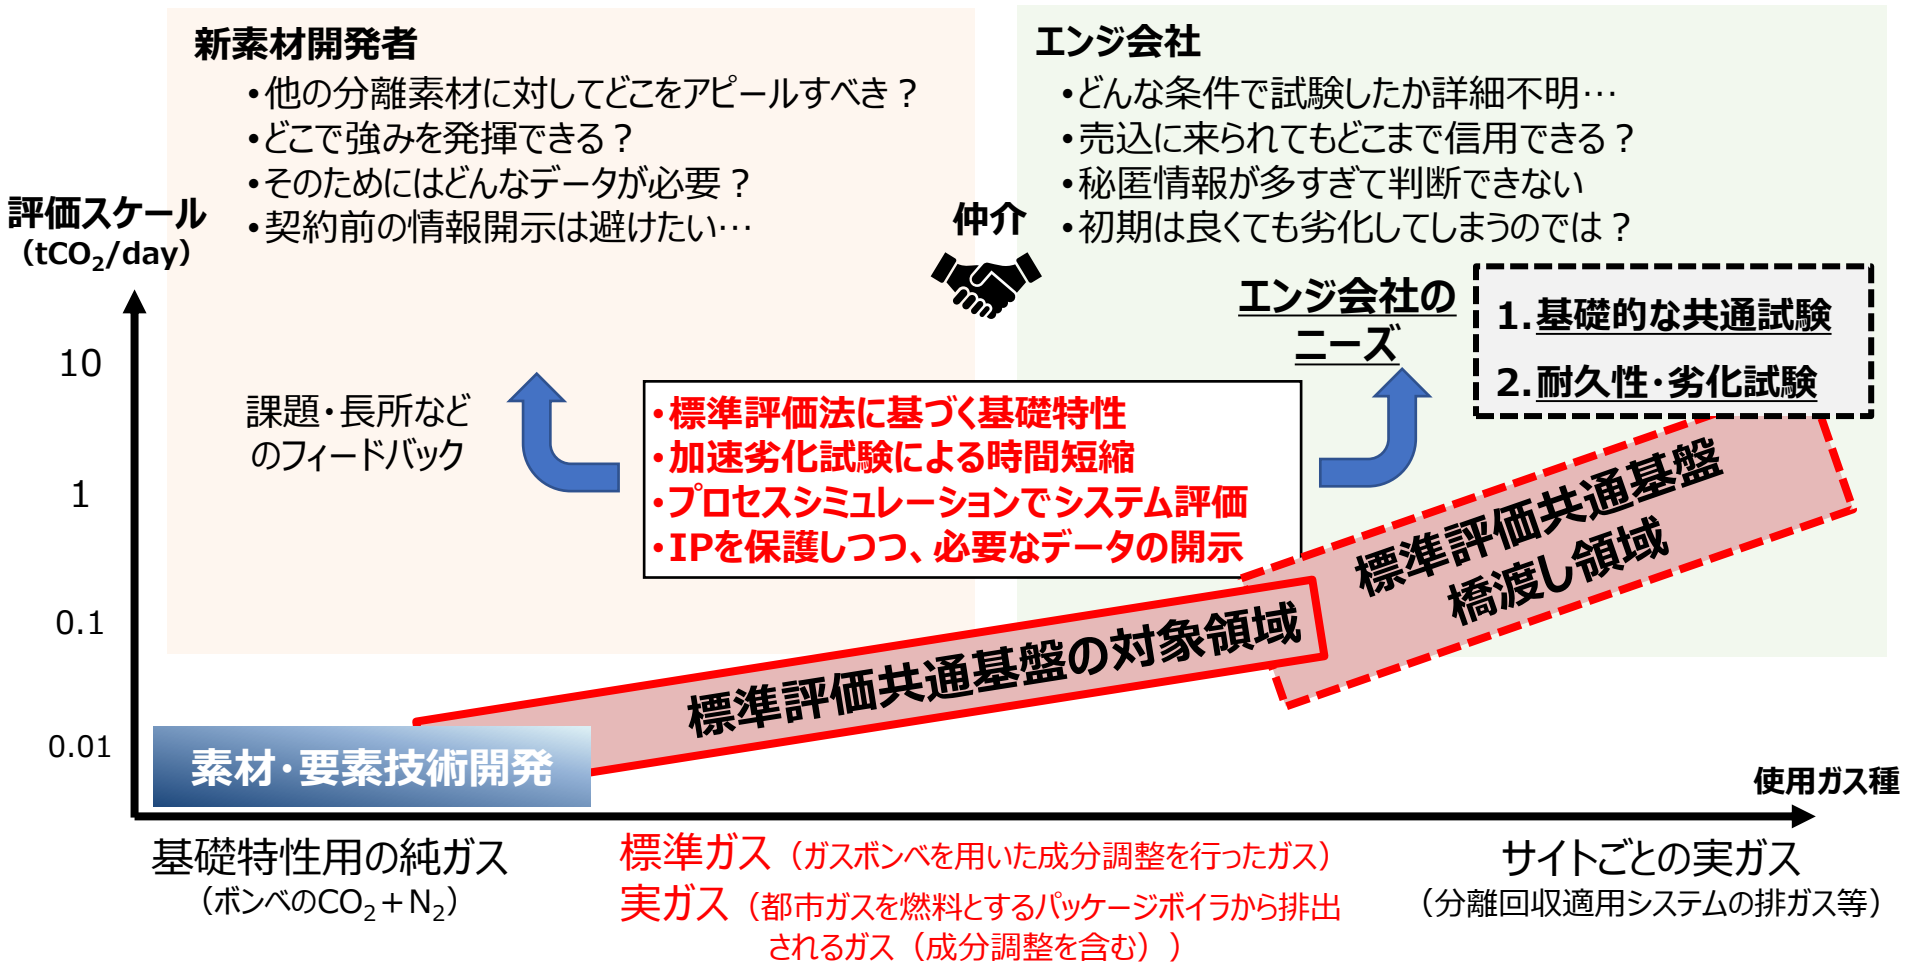 新素材開発者
•他の分離素材に対してどこをアピールすべき？
•どこで強みを発揮できる？
•そのためにはどんなデータが必要？
•契約前の情報開示は避けたい…
エンジ会社
•どんな条件で試験したか詳細不明…
•売込に来られてもどこまで信用できる？
•秘匿情報が多すぎて判断できない
•初期は良くても劣化してしまうのでは？
仲介
評価スケール
（tCO₂/day）
10
1
0.1
0.01
エンジ会社の
ニーズ
1.基礎的な共通試験
2.耐久性・劣化試験
課題・長所など
のフィードバック
・標準評価法に基づく基礎特性
・加速劣化試験による時間短縮
・プロセスシミュレーションでシステム評価
・IPを保護しつつ、必要なデータの開示
標準評価共通基盤
橋渡し領域
標準評価共通基盤の対象領域
素材・要素技術開発
使用ガス種
基礎特性用の純ガス
（ボンベのCO₂＋N₂）
標準ガス（ガスボンベを用いた成分調整を行ったガス）
実ガス（都市ガスを燃料とするパッケージボイラから排出
されるガス（成分調整を含む））
サイトごとの実ガス
（分離回収適用システムの排ガス等）